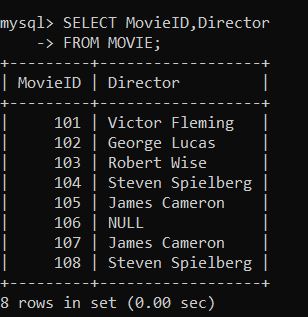 mysql> SELECT MovieID,Director
    -> FROM MOVIE;
+---------+------------------+
| MovieID | Director         |
+---------+------------------+
|     101 | Victor Fleming   |
|     102 | George Lucas     |
|     103 | Robert Wise      |
|     104 | Steven Spielberg |
|     105 | James Cameron    |
|     106 | NULL             |
|     107 | James Cameron    |
|     108 | Steven Spielberg |
+---------+------------------+
8 rows in set (0.00 sec)